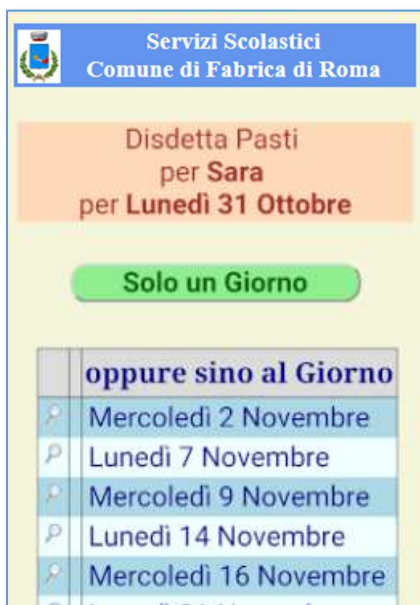 Servizi Scolastici
Comune di Fabrica di Roma
Disdetta Pasti
per Sara
per Lunedì 31 Ottobre
Solo un Giorno
oppure sino al Giorno
Mercoledì 2 Novembre
Lunedì 7 Novembre
Mercoledì 9 Novembre
Lunedì 14 Novembre
Mercoledì 16 Novembre